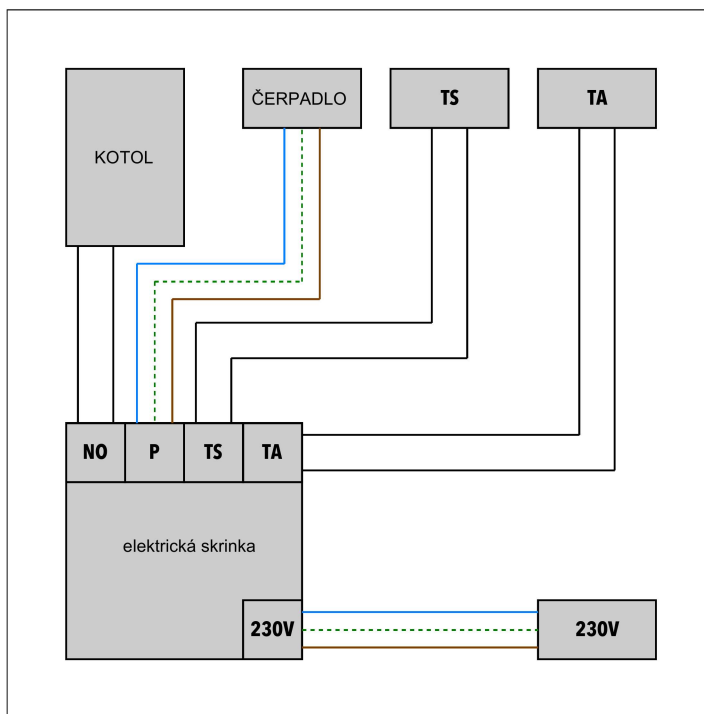 KOTOL
ČERPADLO
TS
TA
NO
P
TS
TA
elektrická skrinka
230V
230V